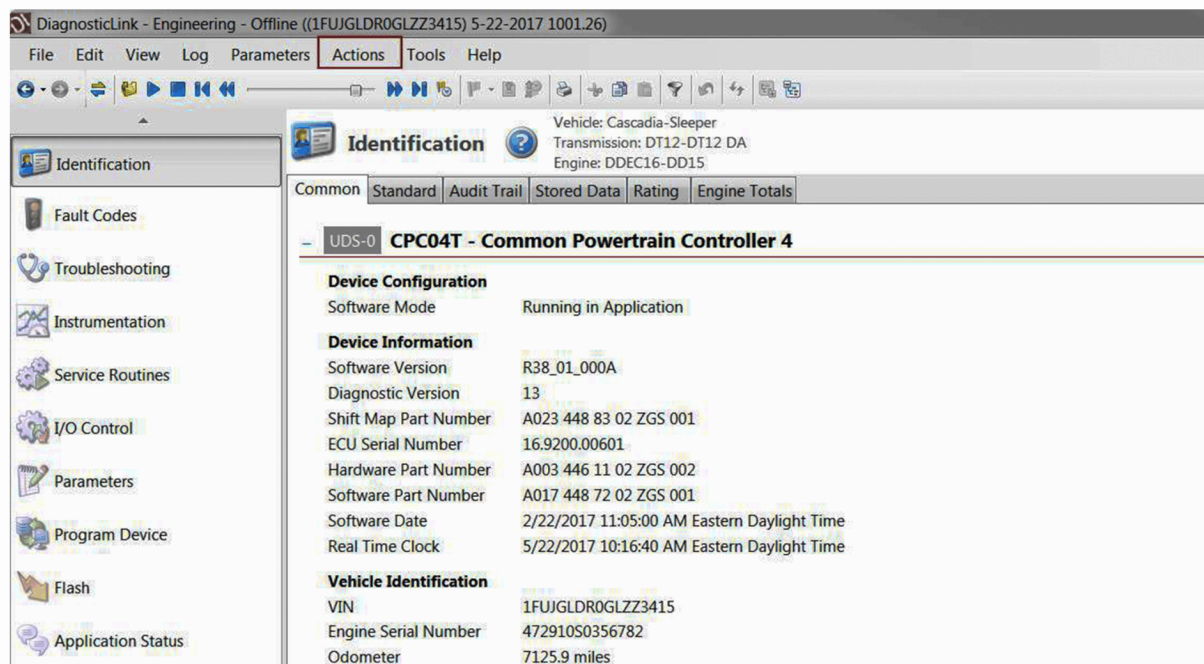 DiagnosticLink - Engineering - Offline ((1FUJGLDR0GLZZ3415) 5-22-2017 1001.26)
File Edit View Log Parameters Actions Tools Help
Identification
Fault Codes
Troubleshooting
Instrumentation
Service Routines
I/O Control
Parameters
Program Device
Flash
Application Status
Identification
Vehicle: Cascadia-Sleeper
Transmission: DT12-DT12 DA
Engine: DDEC16-DD15
Common Standard Audit Trail Stored Data Rating Engine Totals
UDS-0 CPC04T - Common Powertrain Controller 4
Device Configuration
Software Mode Running in Application
Device Information
Software Version R38_01_000A
Diagnostic Version 13
Shift Map Part Number A023 448 83 02 ZGS 001
ECU Serial Number 16.9200.00601
Hardware Part Number A003 446 11 02 ZGS 002
Software Part Number A017 448 72 02 ZGS 001
Software Date 2/22/2017 11:05:00 AM Eastern Daylight Time
Real Time Clock 5/22/2017 10:16:40 AM Eastern Daylight Time
Vehicle Identification
VIN 1FUJGLDR0GLZZ3415
Engine Serial Number 472910S0356782
Odometer 7125.9 miles